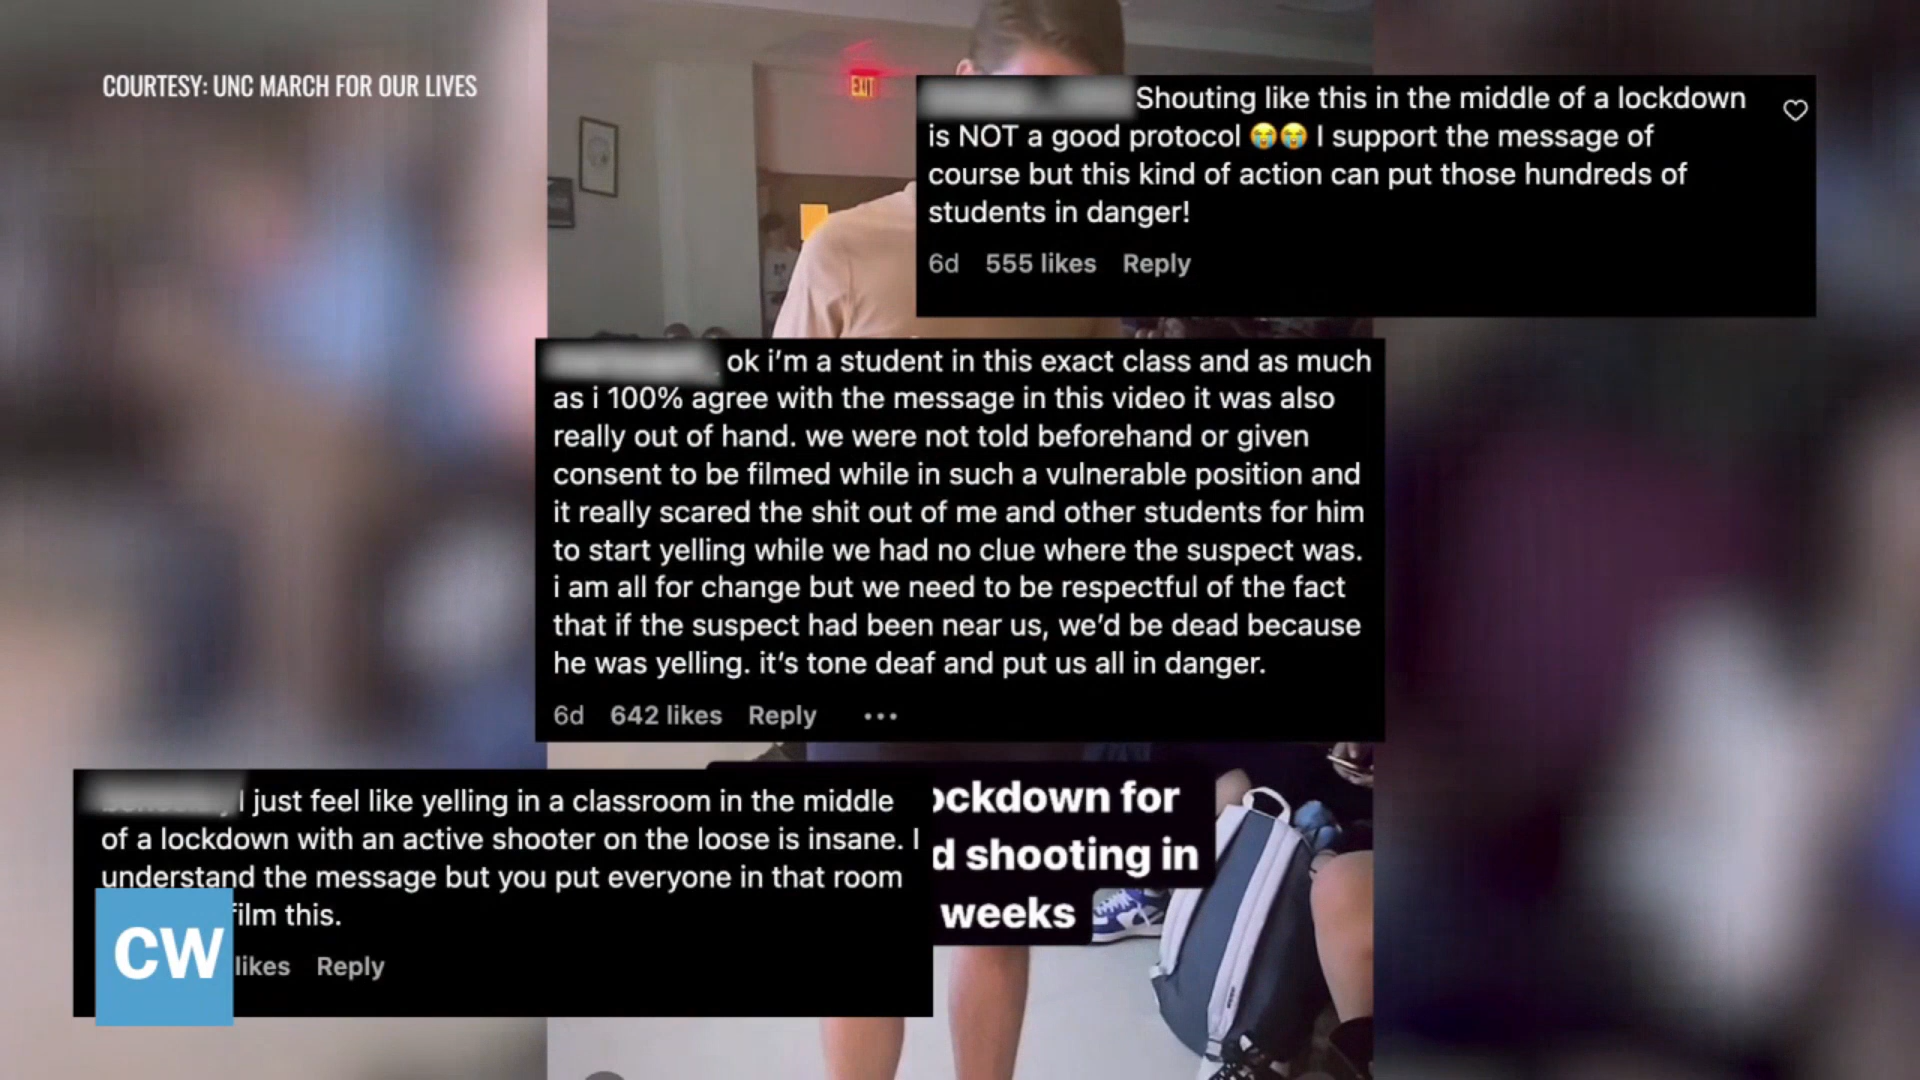 COURTESY: UNC MARCH FOR OUR LIVES
EXIT
Shouting like this in the middle of a lockdown
is NOT a good protocol 😭😭 I support the message of
course but this kind of action can put those hundreds of
students in danger!
6d 555 likes Reply
ok i'm a student in this exact class and as much
as i 100% agree with the message in this video it was also
really out of hand. we were not told beforehand or given
consent to be filmed while in such a vulnerable position and
it really scared the shit out of me and other students for him
to start yelling while we had no clue where the suspect was.
i am all for change but we need to be respectful of the fact
that if the suspect had been near us, we'd be dead because
he was yelling. it's tone deaf and put us all in danger.
6d 642 likes Reply •••
I just feel like yelling in a classroom in the middle
of a lockdown with an active shooter on the loose is insane. I
understand the message but you put everyone in that room
film this.
likes Reply
CW
ockdown for
d shooting in
weeks